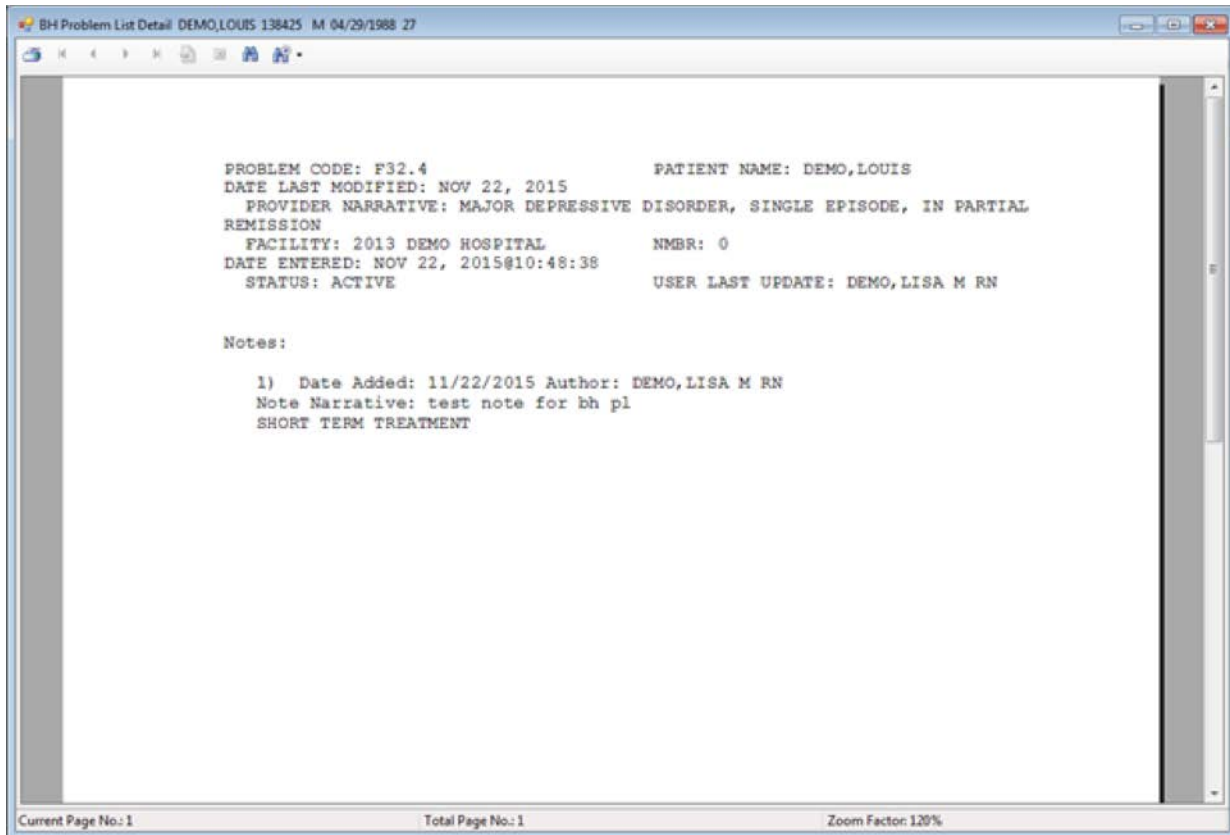 BH Problem List Detail DEMO,LOUIS 138425 M 04/29/1988 27
PROBLEM CODE: F32.4 PATIENT NAME: DEMO,LOUIS
DATE LAST MODIFIED: NOV 22, 2015
PROVIDER NARRATIVE: MAJOR DEPRESSIVE DISORDER, SINGLE EPISODE, IN PARTIAL
REMISSION
FACILITY: 2013 DEMO HOSPITAL NMBR: 0
DATE ENTERED: NOV 22, 2015@10:48:38
STATUS: ACTIVE USER LAST UPDATE: DEMO,LISA M RN
Notes:
1) Date Added: 11/22/2015 Author: DEMO,LISA M RN
Note Narrative: test note for bh pl
SHORT TERM TREATMENT
Current Page No.: 1 Total Page No.: 1 Zoom Factor: 120%